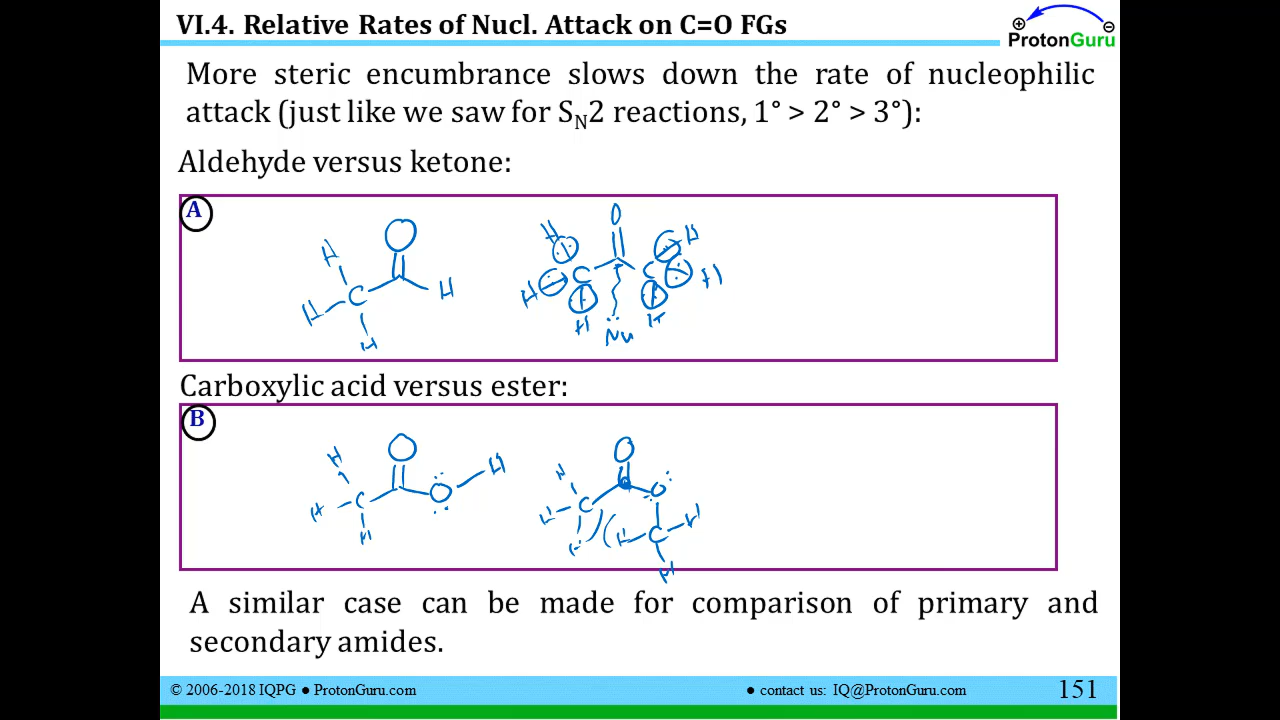 VI.4. Relative Rates of Nucl. Attack on C=O FGs
ProtonGuru
More steric encumbrance slows down the rate of nucleophilic
attack (just like we saw for SN2 reactions, 1° > 2° > 3°):
Aldehyde versus ketone:
A
O O
H H
H C H H C C H
H H H
Nu
Carboxylic acid versus ester:
B
O O
H H H
H C O H C O
H H H C H
H
A similar case can be made for comparison of primary and
secondary amides.
© 2006-2018 IQPG ● ProtonGuru.com ● contact us: IQ@ProtonGuru.com 151